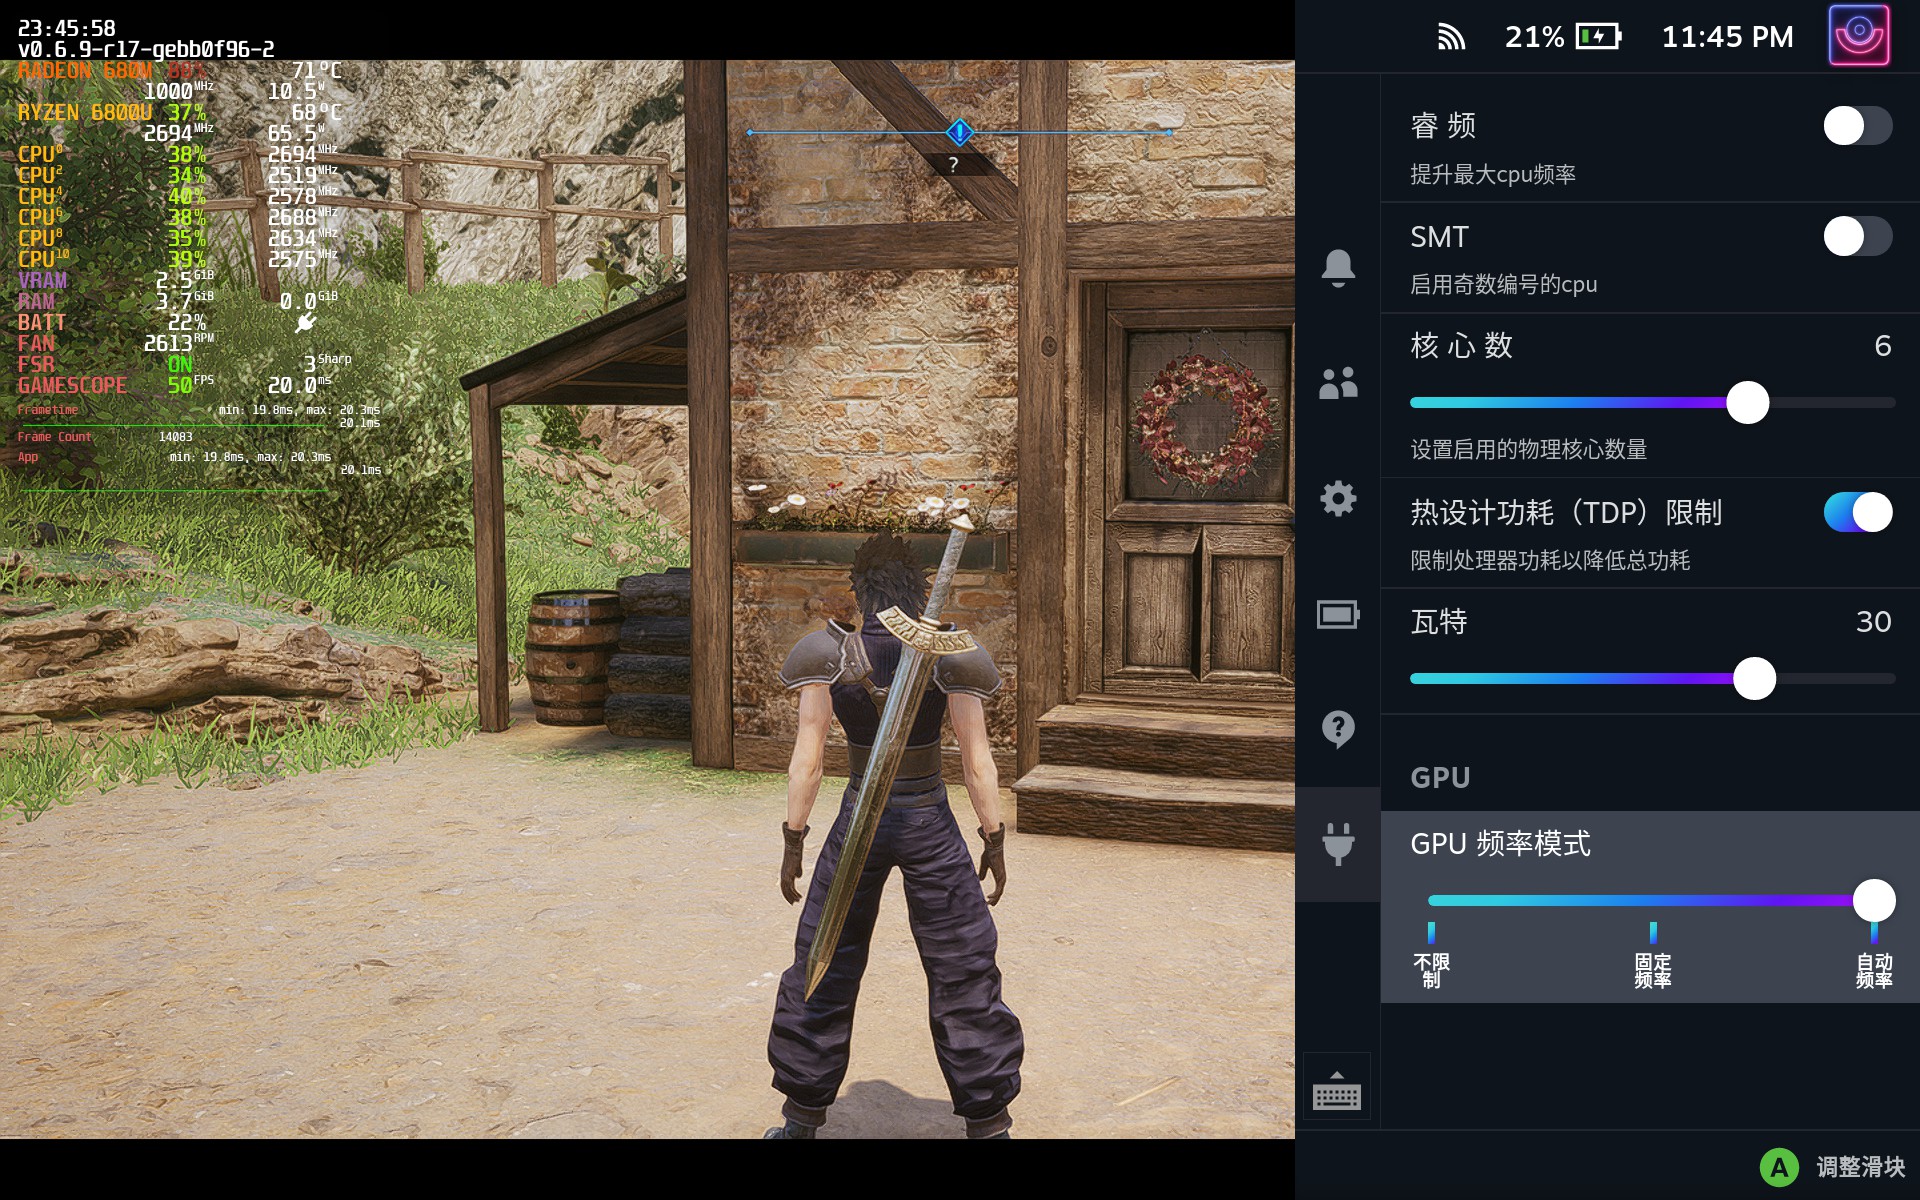 23:45:58
v0.6.9-r17-gebb0f96-2
RADEON 680M 88% 71°C
1000MHz 10.5W
RYZEN 6800U 37% 68°C
2694MHz 65.5W
CPU0 38% 2694MHz
CPU2 34% 2519MHz
CPU4 40% 2578MHz
CPU6 38% 2688MHz
CPU8 35% 2634MHz
CPU10 39% 2575MHz
VRAM 2.5GiB
RAM 3.7GiB 0.0GiB
BATT 22%
FAN 2613RPM
FSR ON 3Sharp
GAMESCOPE 50FPS 20.0ms
Frametime min: 19.8ms, max: 20.3ms
20.1ms
Frame Count 14083
App min: 19.8ms, max: 20.3ms
20.1ms
?
21% 11:45 PM
睿 频
提升最大cpu频率
SMT
启用奇数编号的cpu
核 心 数 6
设置启用的物理核心数量
热设计功耗（TDP）限制
限制处理器功耗以降低总功耗
瓦特 30
GPU
GPU 频率模式
不限制
固定频率
自动频率
A 调整滑块